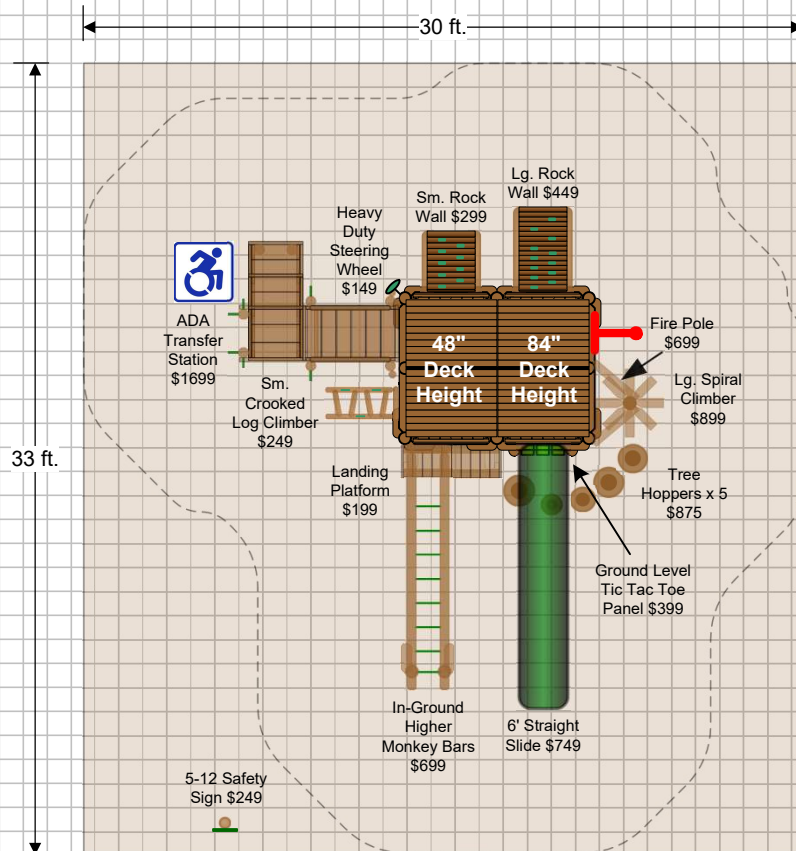 30 ft.
33 ft.
Lg. Rock
Wall $449
Sm. Rock
Wall $299
Heavy
Duty
Steering
Wheel
$149
ADA
Transfer
Station
$1699
Sm.
Crooked
Log Climber
$249
48"
Deck
Height
84"
Deck
Height
Fire Pole
$699
Lg. Spiral
Climber
$899
Landing
Platform
$199
Tree
Hoppers x 5
$875
Ground Level
Tic Tac Toe
Panel $399
In-Ground
Higher
Monkey Bars
$699
6' Straight
Slide $749
5-12 Safety
Sign $249